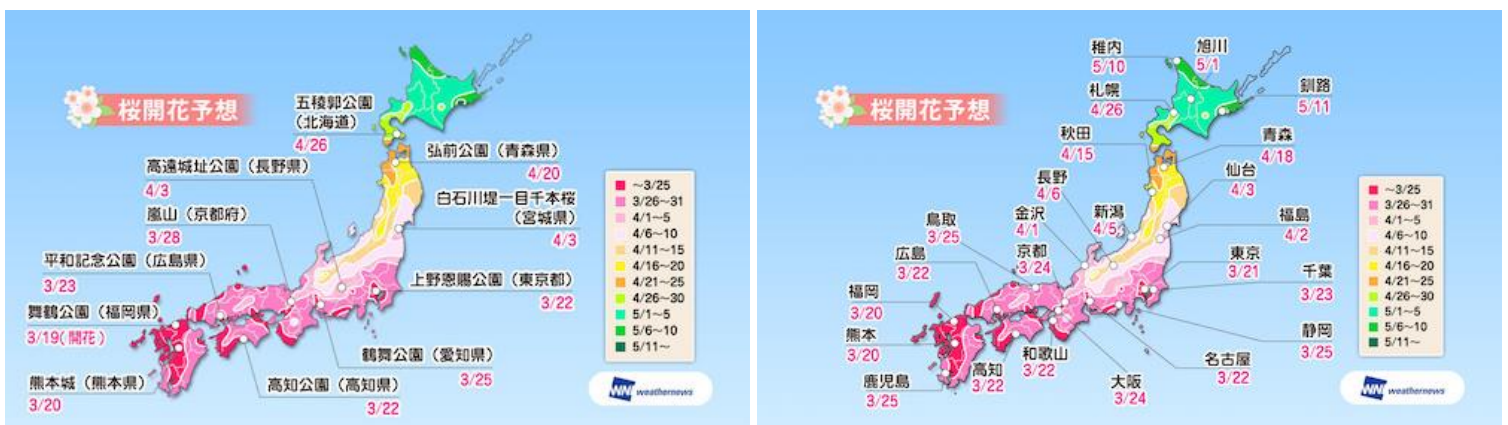 桜開花予想
五稜郭公園
(北海道)
4/26
弘前公園(青森県)
4/20
高遠城址公園(長野県)
4/3
白石川堤一目千本桜
(宮城県)
4/3
嵐山(京都府)
3/28
平和記念公園(広島県)
3/23
上野恩賜公園(東京都)
3/22
舞鶴公園(福岡県)
3/19(開花)
鶴舞公園(愛知県)
3/25
熊本城(熊本県)
3/20
高知公園(高知県)
3/22
~3/25
3/26~31
4/1~5
4/6~10
4/11~15
4/16~20
4/21~25
4/26~30
5/1~5
5/6~10
5/11~
WNI weathernews
桜開花予想
稚内
5/10
旭川
5/1
札幌
4/26
釧路
5/11
秋田
4/15
青森
4/18
長野
4/6
仙台
4/3
鳥取
3/25
金沢
4/1
新潟
4/5
福島
4/2
広島
3/22
京都
3/24
東京
3/21
千葉
3/23
福岡
3/20
静岡
3/25
熊本
3/20
名古屋
3/22
鹿児島
3/25
高知
3/22
和歌山
3/22
大阪
3/24
~3/25
3/26~31
4/1~5
4/6~10
4/11~15
4/16~20
4/21~25
4/26~30
5/1~5
5/6~10
5/11~
WNI weathernews